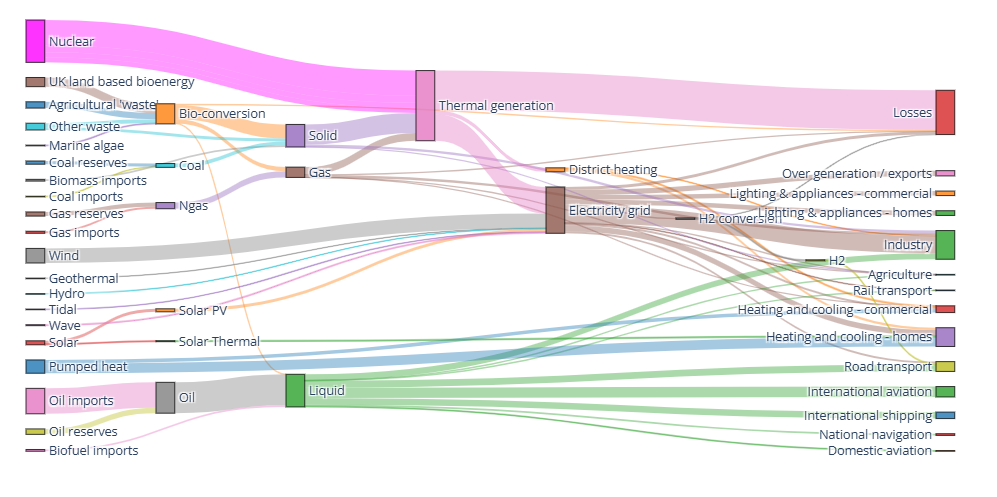 Nuclear
UK land based bioenergy
Agricultural 'waste'
Other waste
Marine algae
Coal reserves
Biomass imports
Coal imports
Gas reserves
Gas imports
Wind
Geothermal
Hydro
Tidal
Wave
Solar
Pumped heat
Oil imports
Oil reserves
Biofuel imports
Bio-conversion
Coal
Ngas
Solar PV
Solar Thermal
Oil
Solid
Gas
Liquid
Thermal generation
District heating
Electricity grid
H2 conversion
H2
Losses
Over generation / exports
Lighting & appliances - commercial
Lighting & appliances - homes
Industry
Agriculture
Rail transport
Heating and cooling - commercial
Heating and cooling - homes
Road transport
International aviation
International shipping
National navigation
Domestic aviation